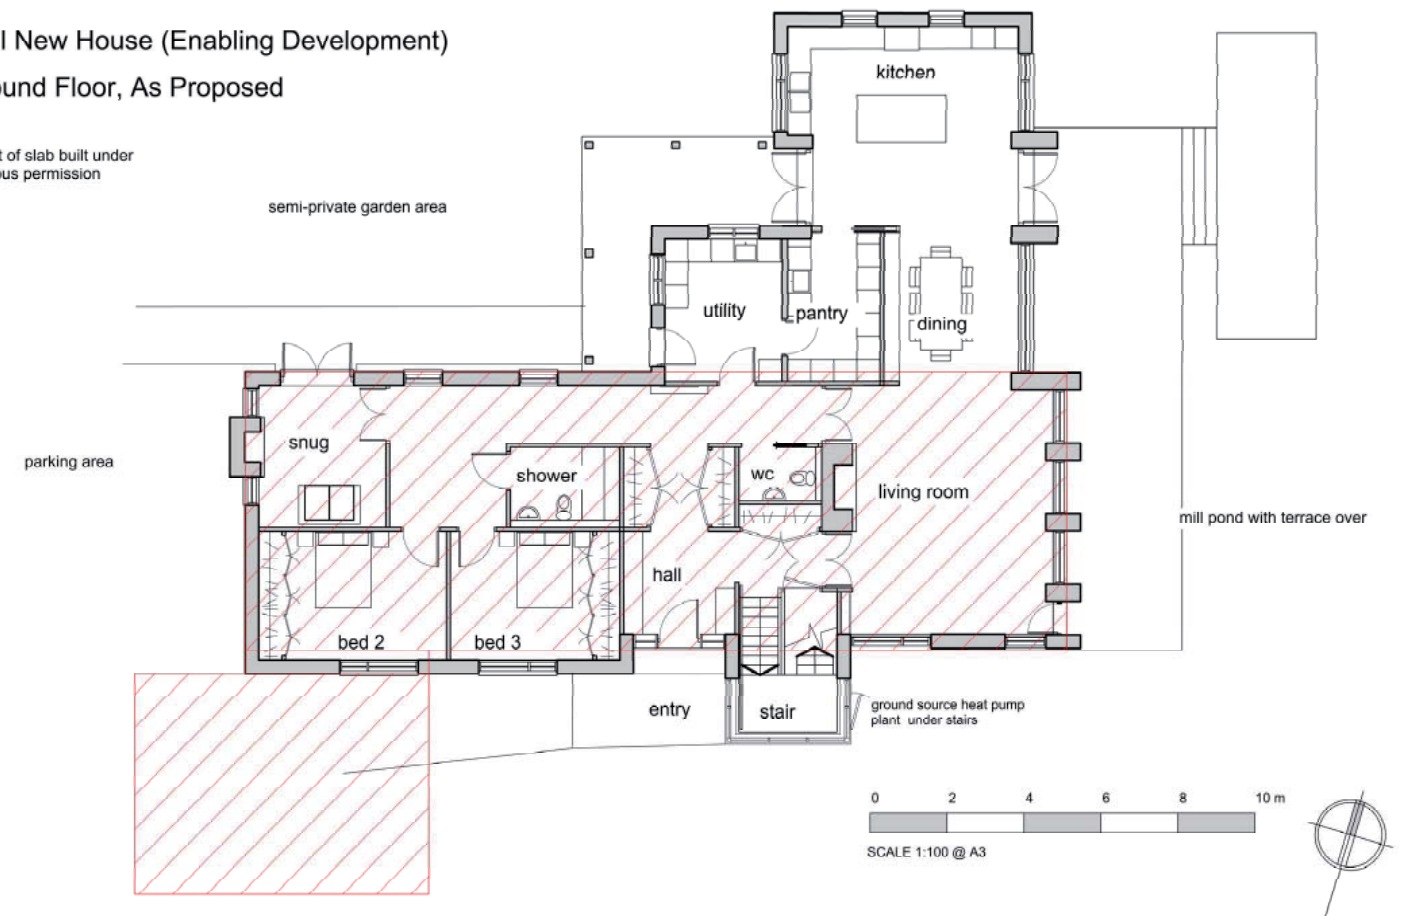 l New House (Enabling Development)
ound Floor, As Proposed
t of slab built under
ous permission
kitchen
semi-private garden area
utility
pantry
dining
snug
parking area
shower
wc
living room
mill pond with terrace over
hall
bed 2
bed 3
entry
stair
ground source heat pump
plant under stairs
0 2 4 6 8 10 m
SCALE 1:100 @ A3